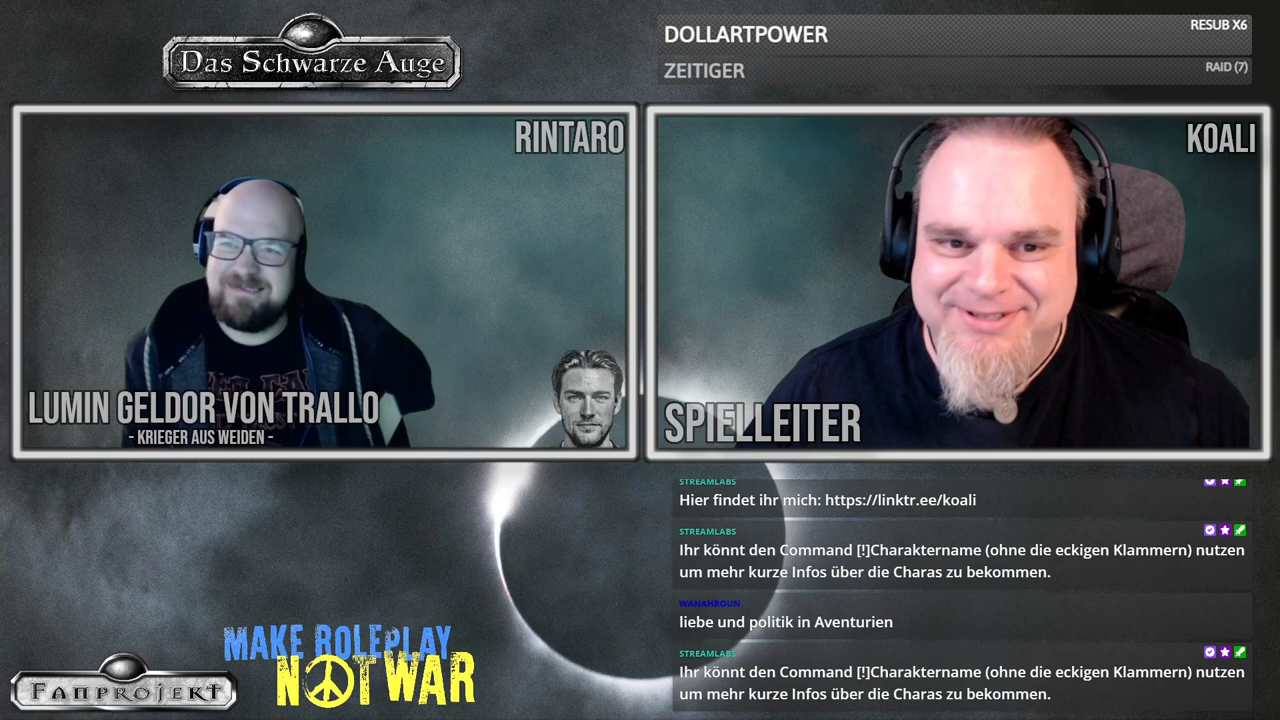 Das Schwarze Auge
DOLLARTPOWER
RESUB X6
ZEITIGER
RAID (7)
RINTARO
LUMIN GELDOR VON TRALLO
- KRIEGER AUS WEIDEN -
KOALI
SPIELLEITER
STREAMLABS
Hier findet ihr mich: https://linktr.ee/koali
STREAMLABS
Ihr könnt den Command [!]Charaktername (ohne die eckigen Klammern) nutzen
um mehr kurze Infos über die Charas zu bekommen.
WANAHROUN
liebe und politik in Aventurien
STREAMLABS
Ihr könnt den Command [!]Charaktername (ohne die eckigen Klammern) nutzen
um mehr kurze Infos über die Charas zu bekommen.
MAKE ROLEPLAY
NOT WAR
FANPROJEKT